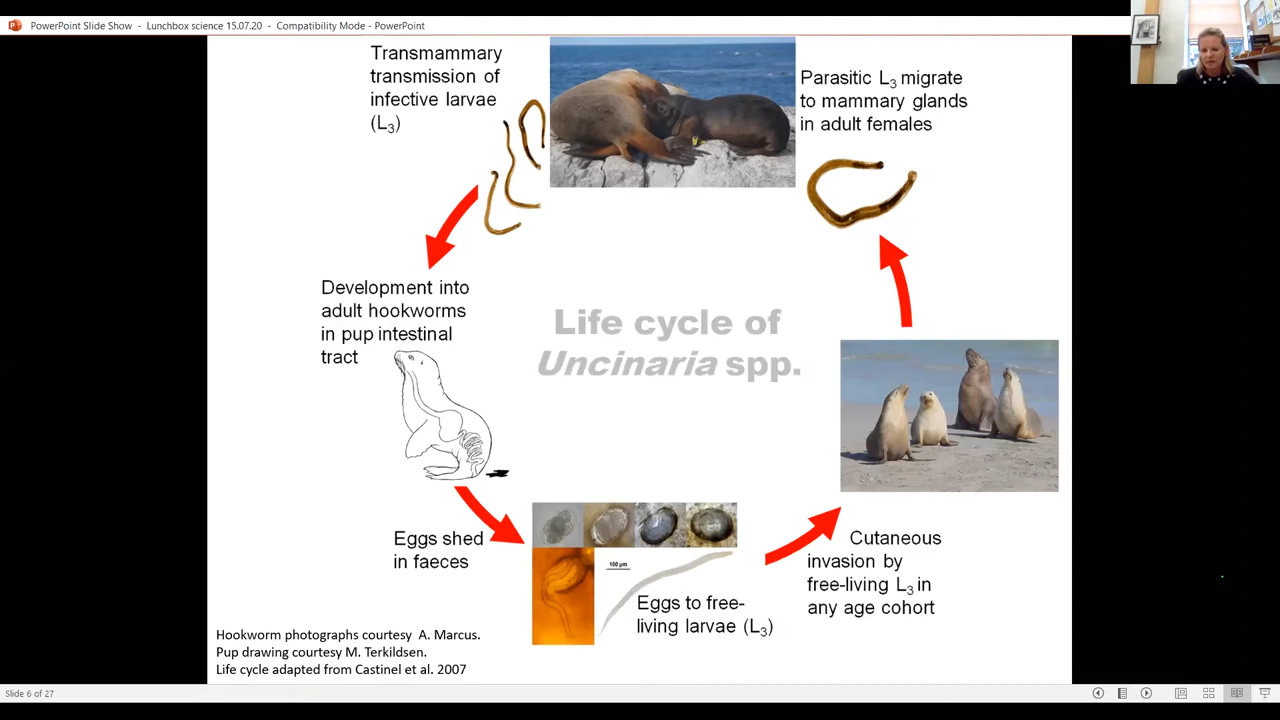 PowerPoint Slide Show - Lunchbox science 15.07.20 - Compatibility Mode - PowerPoint
Transmammary
transmission of
infective larvae
(L3)
Parasitic L3 migrate
to mammary glands
in adult females
Development into
adult hookworms
in pup intestinal
tract
Life cycle of
Uncinaria spp.
Eggs shed
in faeces
100 µm
Eggs to free-
living larvae (L3)
Cutaneous
invasion by
free-living L3 in
any age cohort
Hookworm photographs courtesy A. Marcus.
Pup drawing courtesy M. Terkildsen.
Life cycle adapted from Castinel et al. 2007
Slide 6 of 27